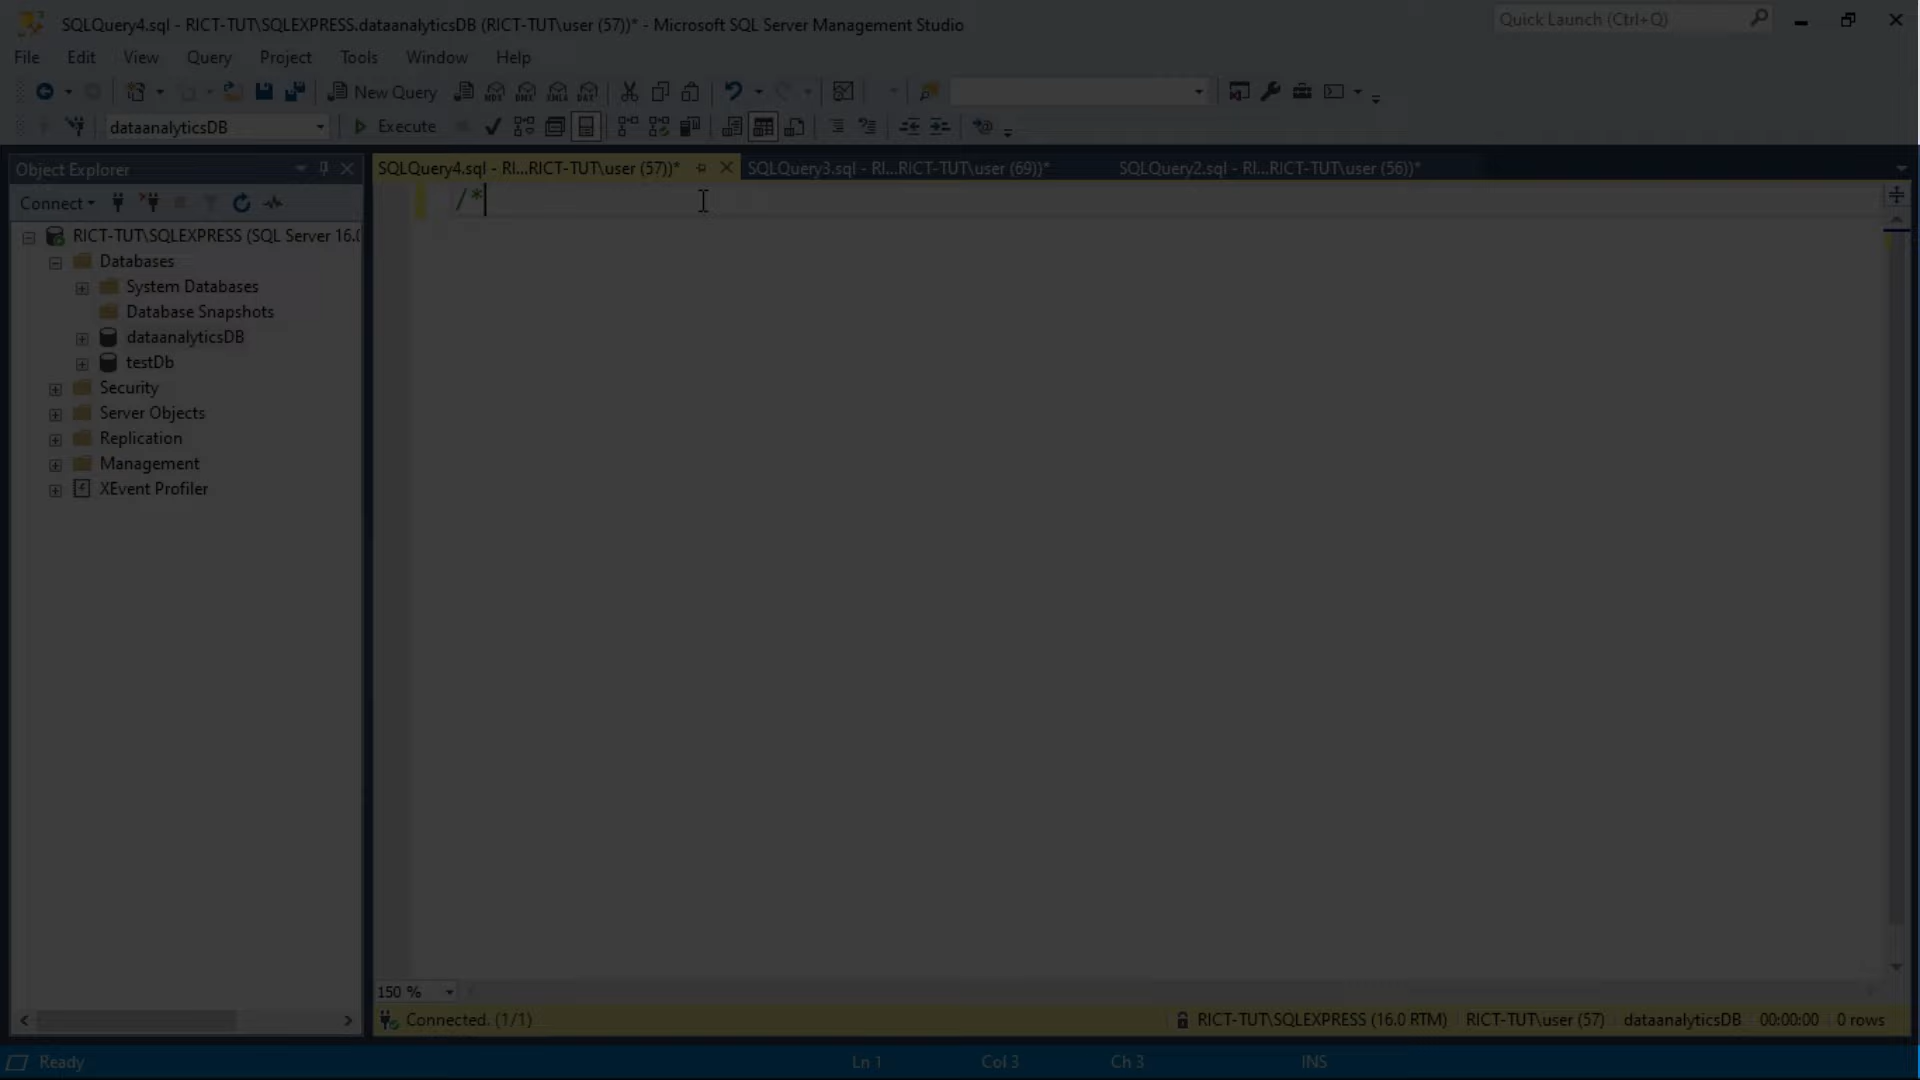 SQLQuery4.sql - RICT-TUT\SQLEXPRESS.dataanalyticsDB (RICT-TUT\user (57))* - Microsoft SQL Server Management Studio
Quick Launch (Ctrl+Q)
File Edit View Query Project Tools Window Help
New Query
dataanalyticsDB
Execute
Object Explorer
SQLQuery4.sql - RI...RICT-TUT\user (57))*
SQLQuery3.sql - RI...RICT-TUT\user (69))*
SQLQuery2.sql - RI...RICT-TUT\user (56))*
Connect
/*
RICT-TUT\SQLEXPRESS (SQL Server 16.0
Databases
System Databases
Database Snapshots
dataanalyticsDB
testDb
Security
Server Objects
Replication
Management
XEvent Profiler
150 %
Connected. (1/1)
RICT-TUT\SQLEXPRESS (16.0 RTM)
RICT-TUT\user (57)
dataanalyticsDB
00:00:00
0 rows
Ready
Ln 1
Col 3
Ch 3
INS